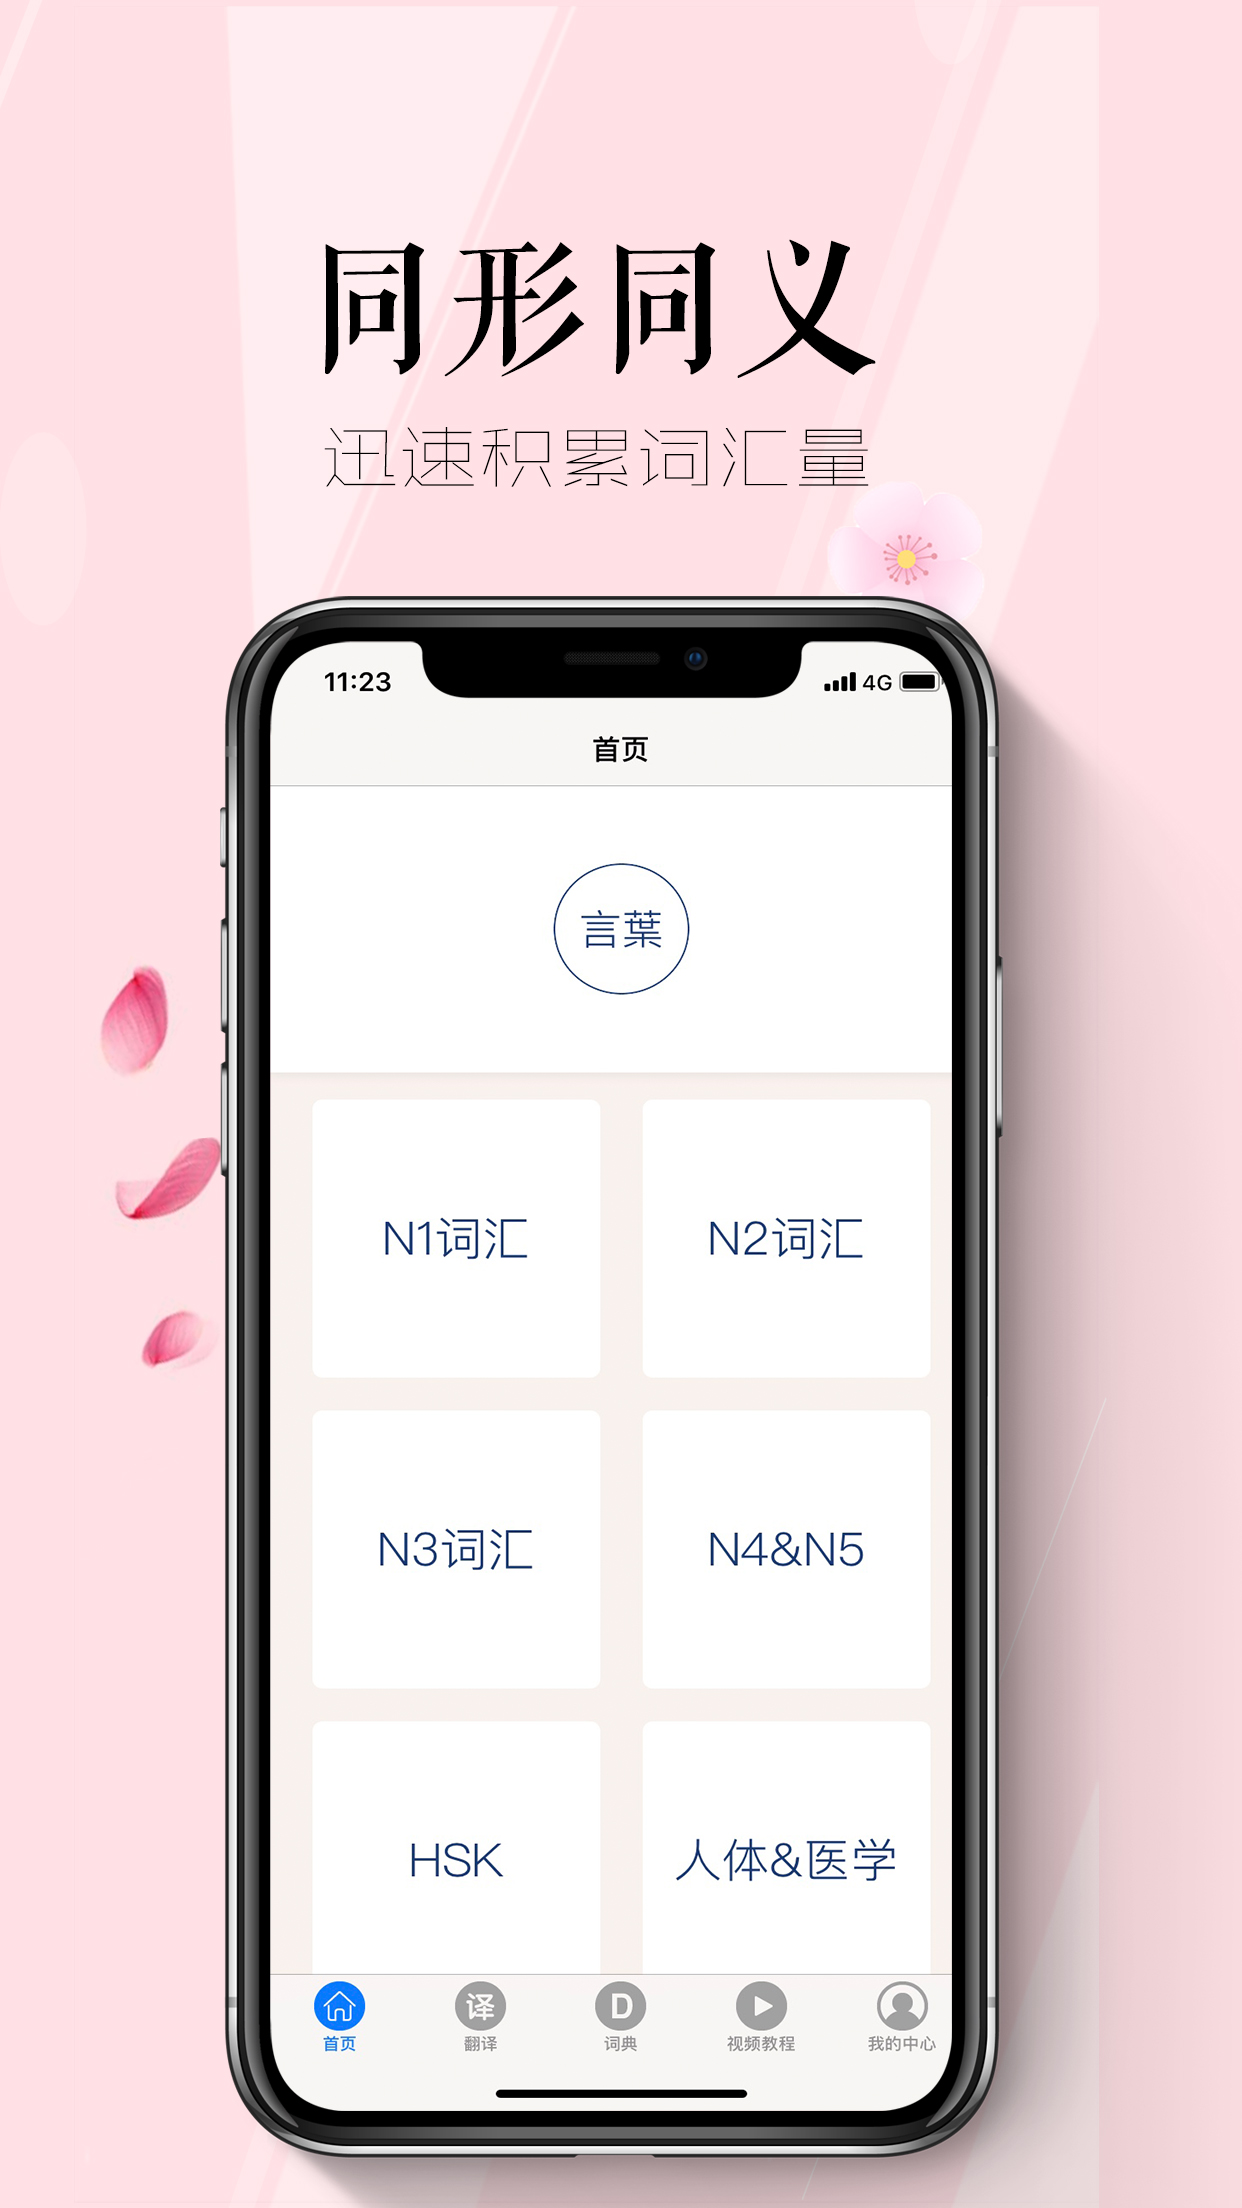 同形同义
迅速积累词汇量
11:23 4G
首页
言葉
N1词汇 N2词汇
N3词汇 N4&N5
HSK 人体&医学
译 D
首页 翻译 词典 视频教程 我的中心